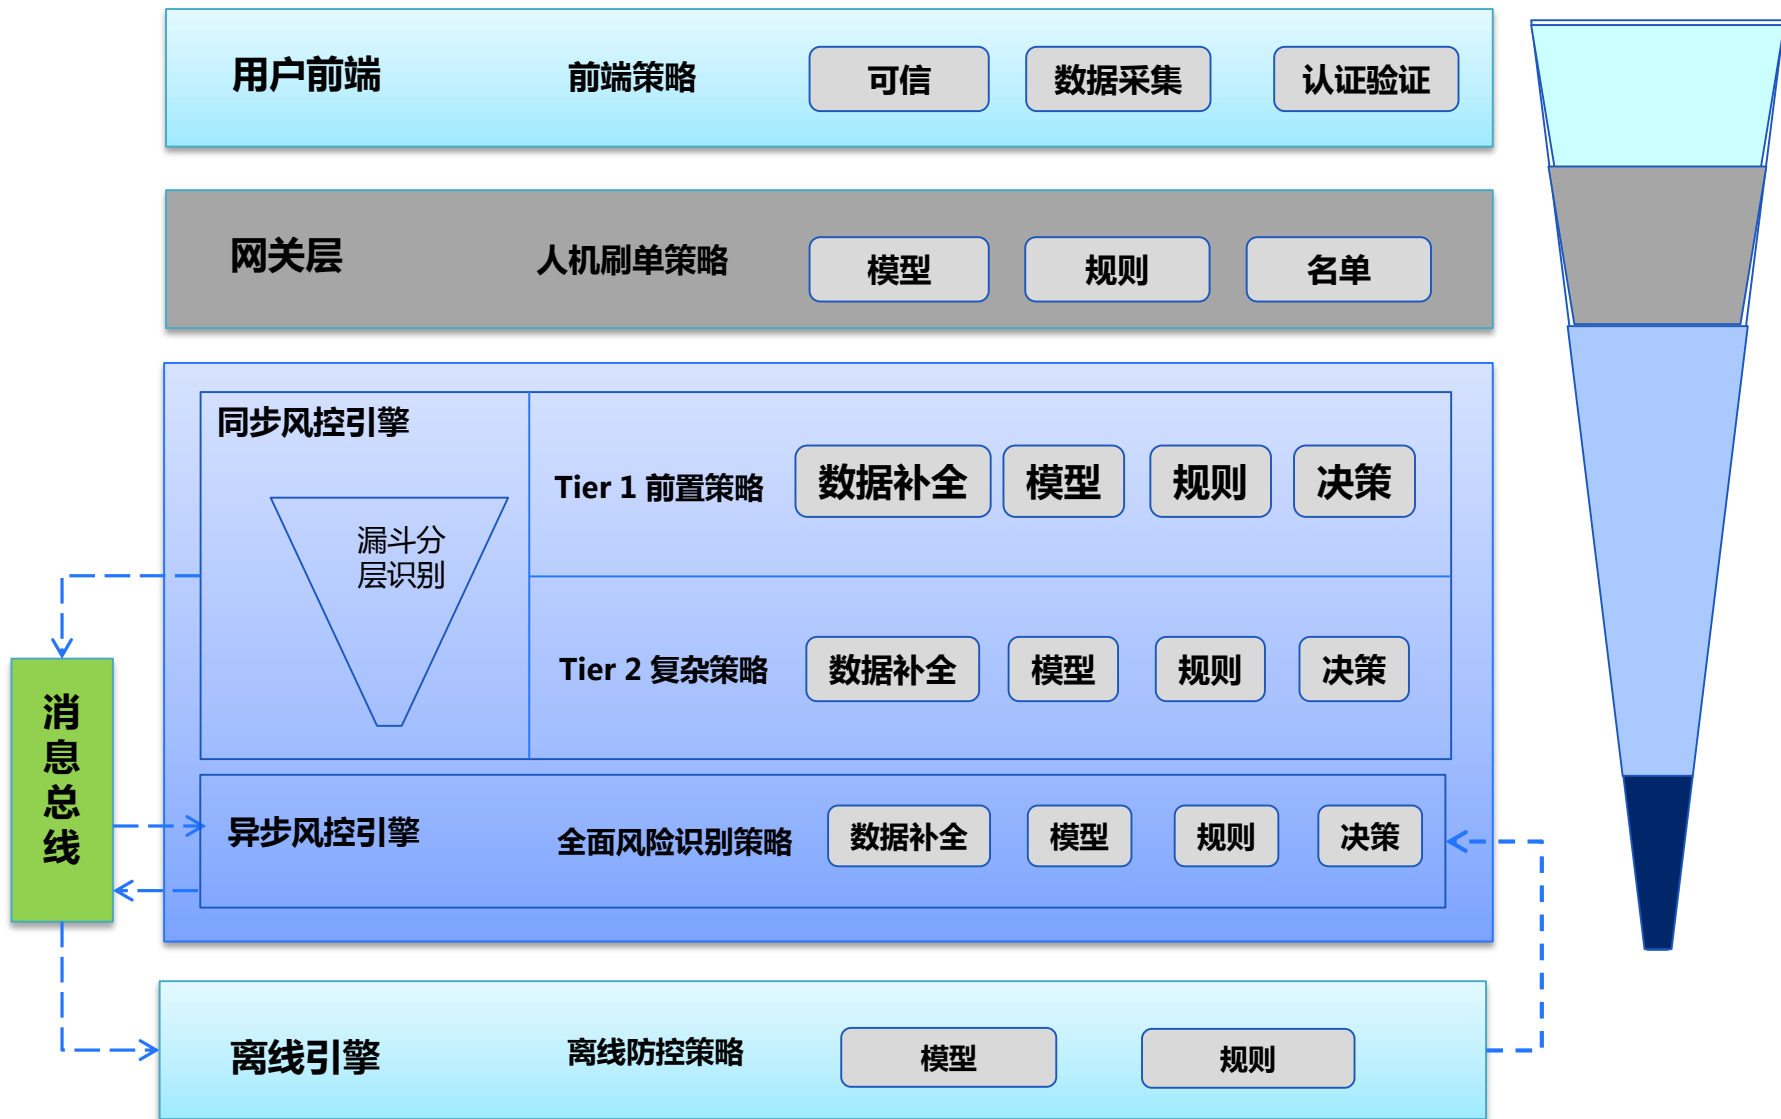 用户前端
前端策略
可信
数据采集
认证验证
网关层
人机刷单策略
模型
规则
名单
同步风控引擎
漏斗分
层识别
Tier 1 前置策略
数据补全
模型
规则
决策
Tier 2 复杂策略
数据补全
模型
规则
决策
消
息
总
线
异步风控引擎
全面风险识别策略
数据补全
模型
规则
决策
离线引擎
离线防控策略
模型
规则